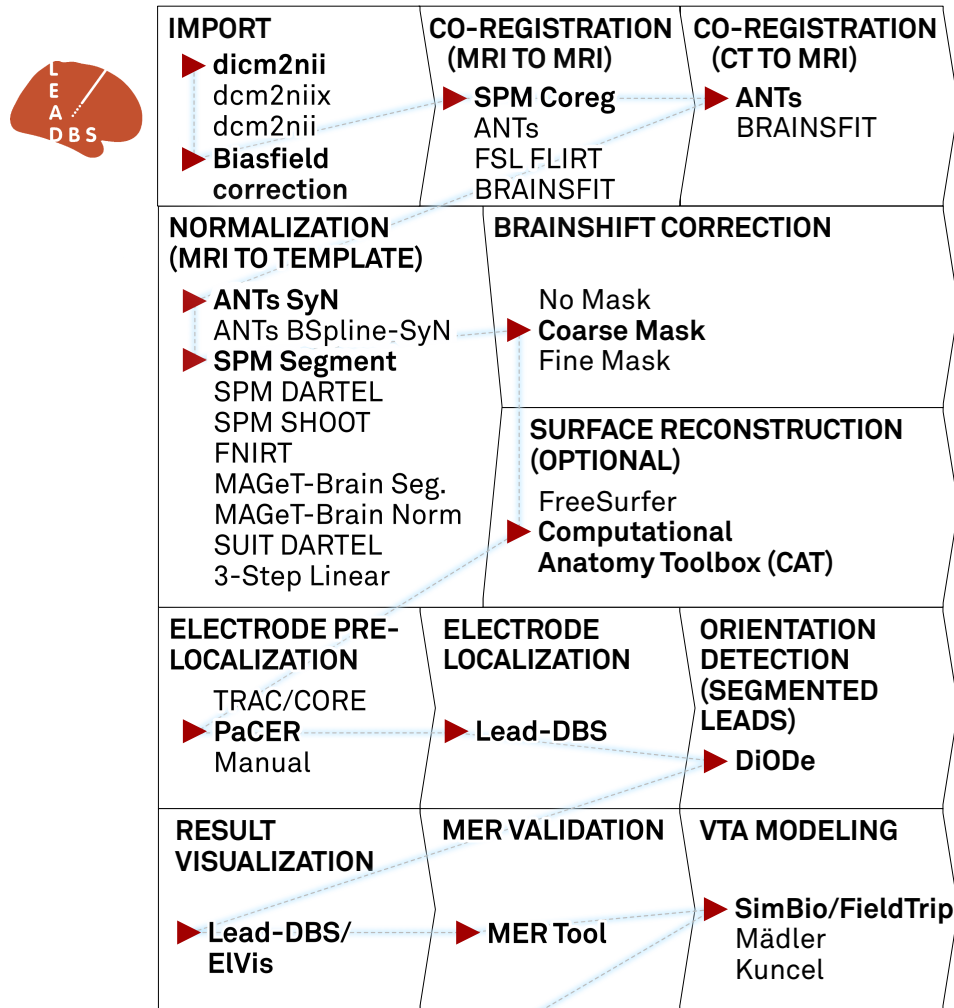 L
E
A
DBS
IMPORT
dicm2nii
dcm2niix
dcm2nii
Biasfield
correction
CO-REGISTRATION
(MRI TO MRI)
SPM Coreg
ANTs
FSL FLIRT
BRAINSFIT
CO-REGISTRATION
(CT TO MRI)
ANTs
BRAINSFIT
NORMALIZATION
(MRI TO TEMPLATE)
ANTs SyN
ANTs BSpline-SyN
SPM Segment
SPM DARTEL
SPM SHOOT
FNIRT
MAGeT-Brain Seg.
MAGeT-Brain Norm
SUIT DARTEL
3-Step Linear
BRAINSHIFT CORRECTION
No Mask
Coarse Mask
Fine Mask
SURFACE RECONSTRUCTION
(OPTIONAL)
FreeSurfer
Computational
Anatomy Toolbox (CAT)
ELECTRODE PRE-
LOCALIZATION
TRAC/CORE
PaCER
Manual
ELECTRODE
LOCALIZATION
Lead-DBS
ORIENTATION
DETECTION
(SEGMENTED
LEADS)
DiODe
RESULT
VISUALIZATION
Lead-DBS/
ElVis
MER VALIDATION
MER Tool
VTA MODELING
SimBio/FieldTrip
Mädler
Kuncel